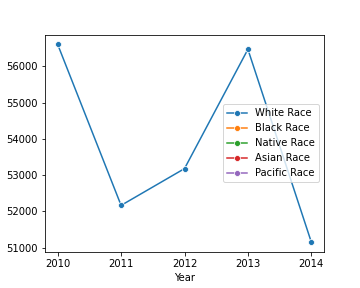 56000
55000
54000
53000
52000
51000
White Race
Black Race
Native Race
Asian Race
Pacific Race
2010 2011 2012 2013 2014
Year